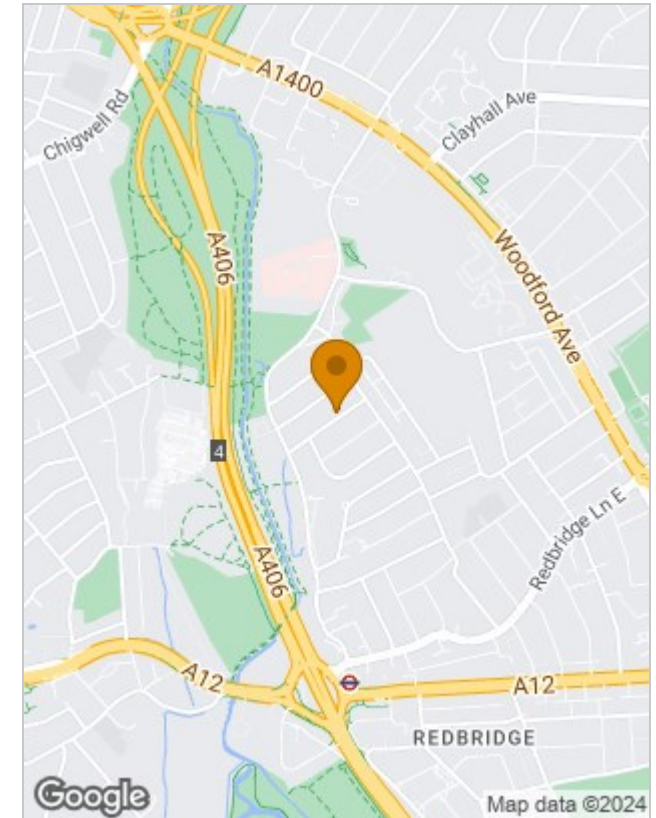 A1400
Clayhall Ave
Chigwell Rd
A406
Woodford Ave
4
Redbridge Ln E
A406
A12
A12
REDBRIDGE
Google
Map data ©2024